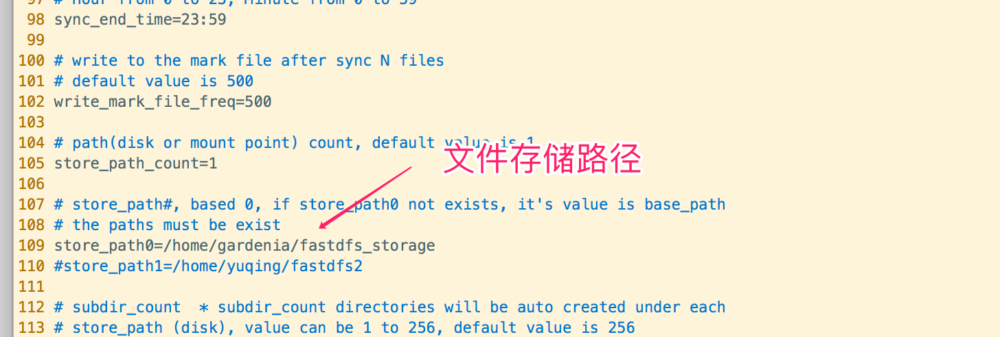 97 # hour from 0 to 23, minute from 0 to 59
98 sync_end_time=23:59
99
100 # write to the mark file after sync N files
101 # default value is 500
102 write_mark_file_freq=500
103
104 # path(disk or mount point) count, default value is 1
文件存储路径
105 store_path_count=1
106
107 # store_path#, based 0, if store_path0 not exists, it's value is base_path
108 # the paths must be exist
109 store_path0=/home/gardenia/fastdfs_storage
110 #store_path1=/home/yuqing/fastdfs2
111
112 # subdir_count  * subdir_count directories will be auto created under each
113 # store_path (disk), value can be 1 to 256, default value is 256